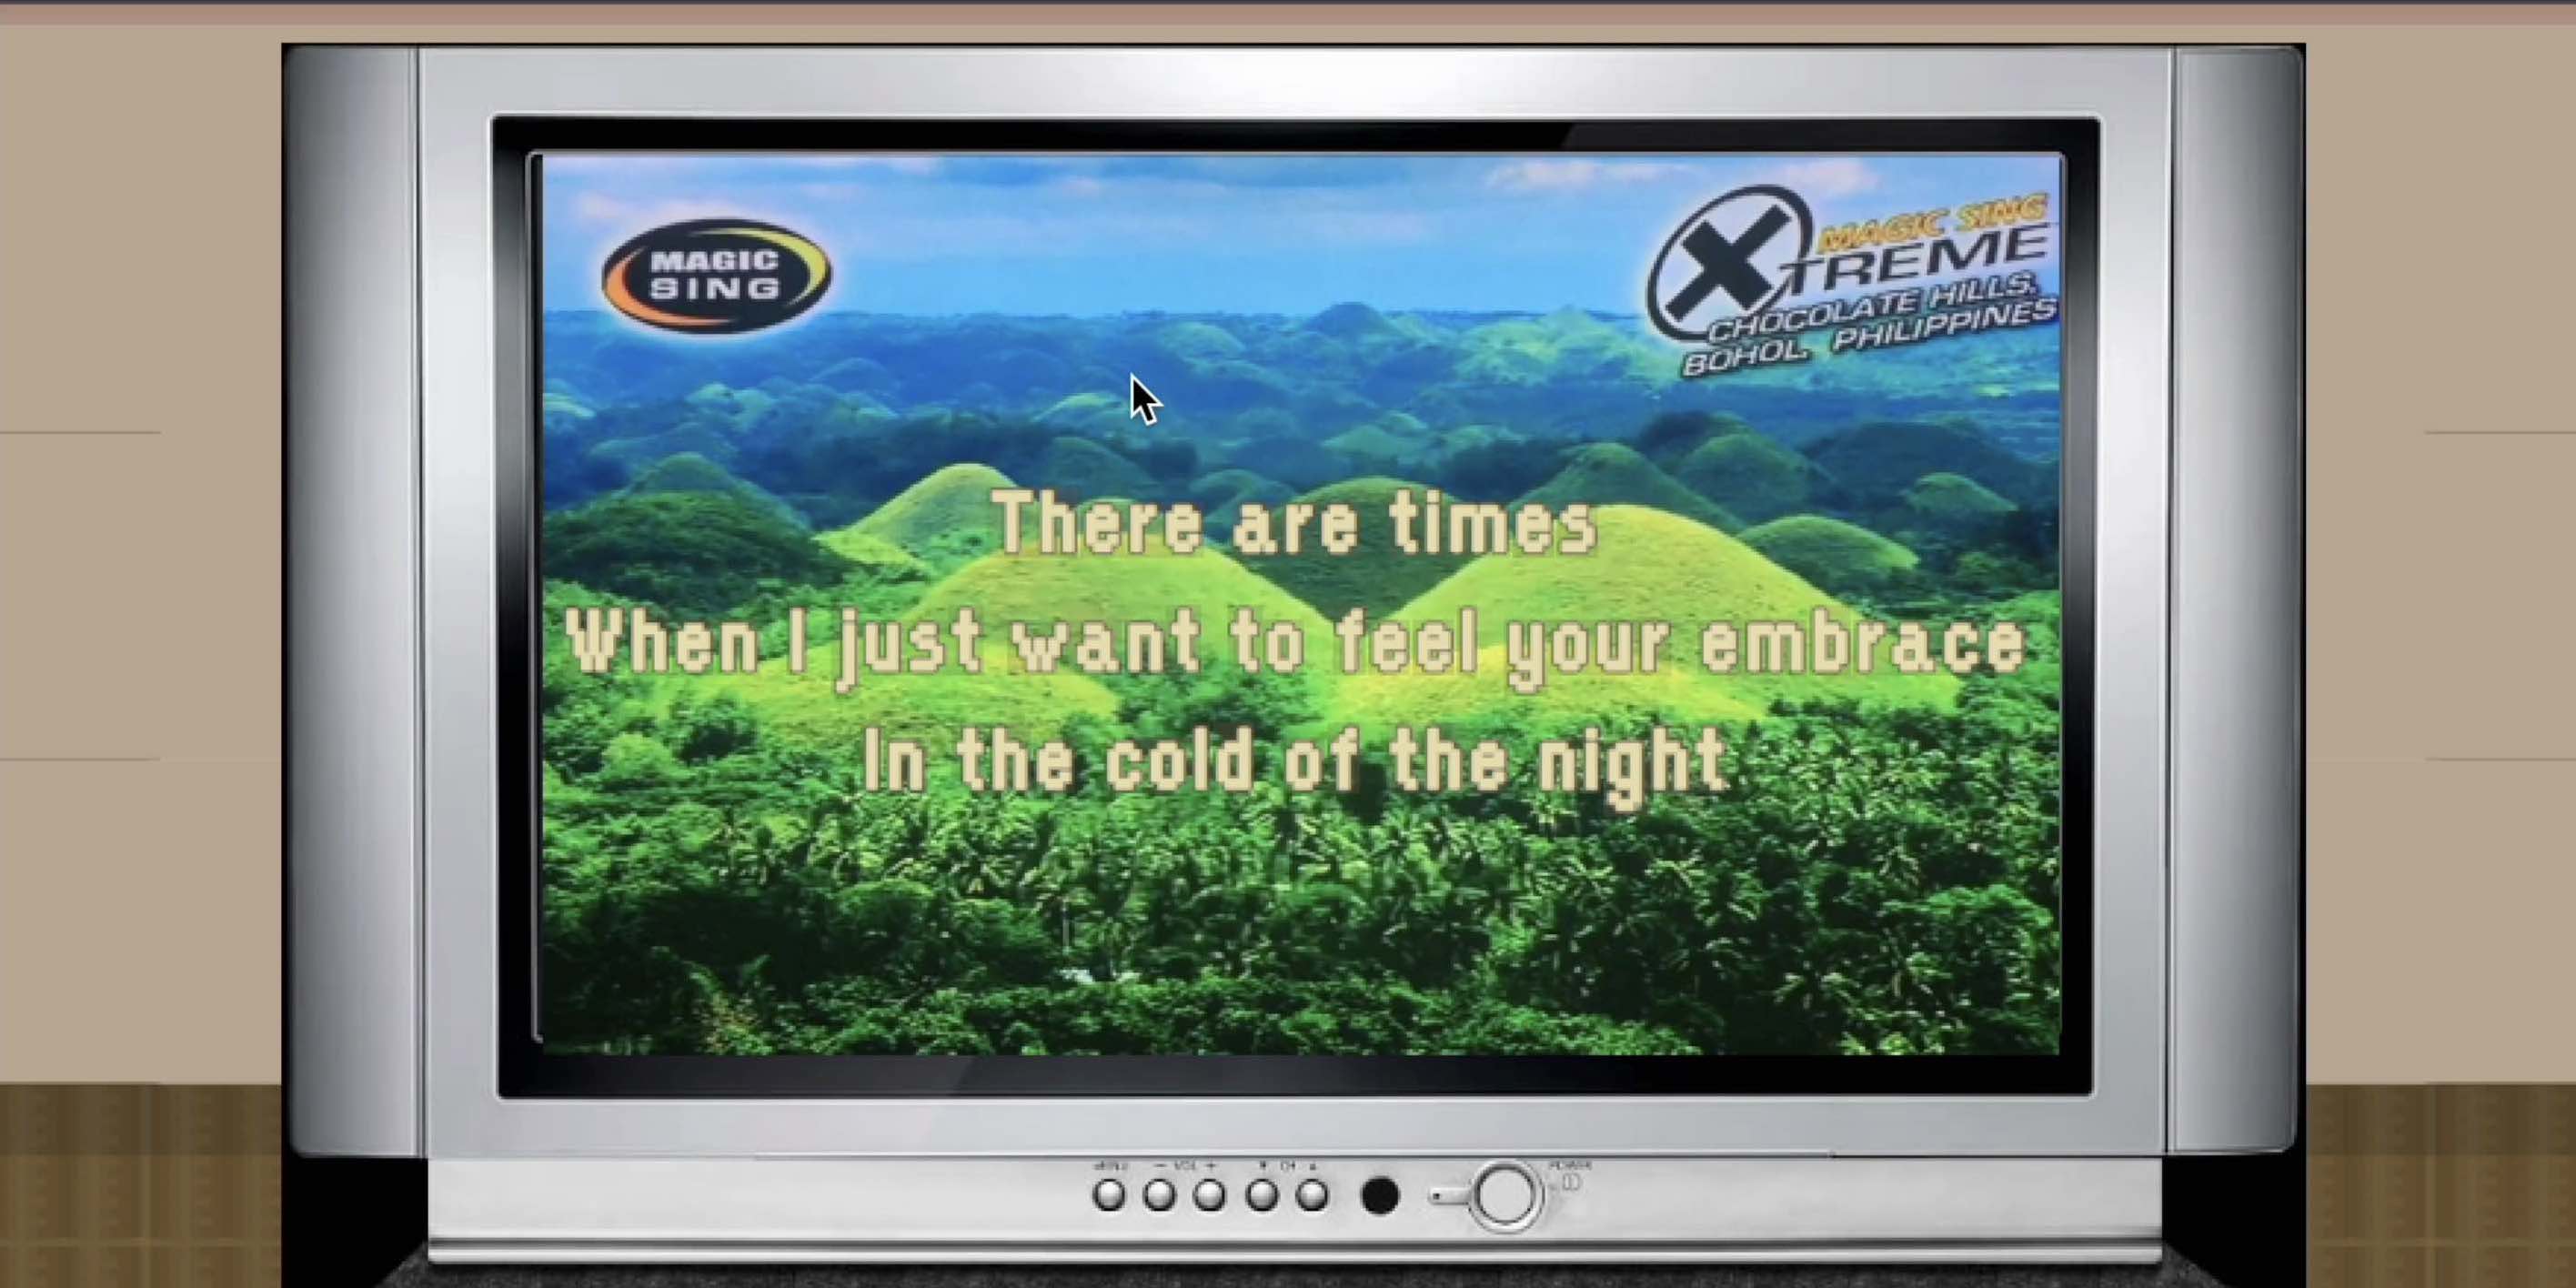 MAGIC
SING
MAGIC SING
XTREME
CHOCOLATE HILLS,
BOHOL, PHILIPPINES
There are times
When I just want to feel your embrace
In the cold of the night
MENU − VOL + ▼ CH ▲ POWER